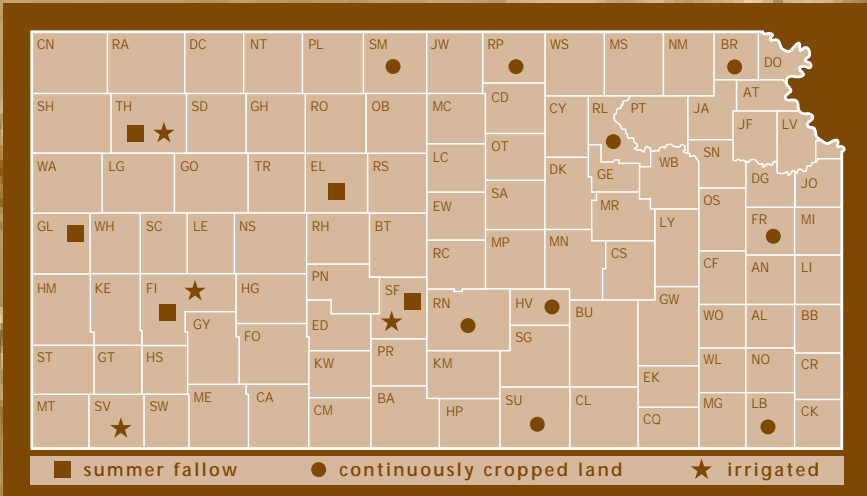 CN RA DC NT PL SM JW RP WS MS NM BR DO
SH TH SD GH RO OB MC CD CY RL PT JA AT
JF LV
WA LG GO TR EL RS LC OT DK GE WB SN
EW SA MR OS DG JO
GL WH SC LE NS RH BT RC MP MN CS LY FR MI
HM KE FI HG PN SF CF AN LI
GY FO ED RN HV SG BU GW WO AL BB
ST GT HS KW PR KM EK WL NO CR
MT SV SW ME CA CM BA HP SU CL CQ MG LB CK
summer fallow continuously cropped land irrigated